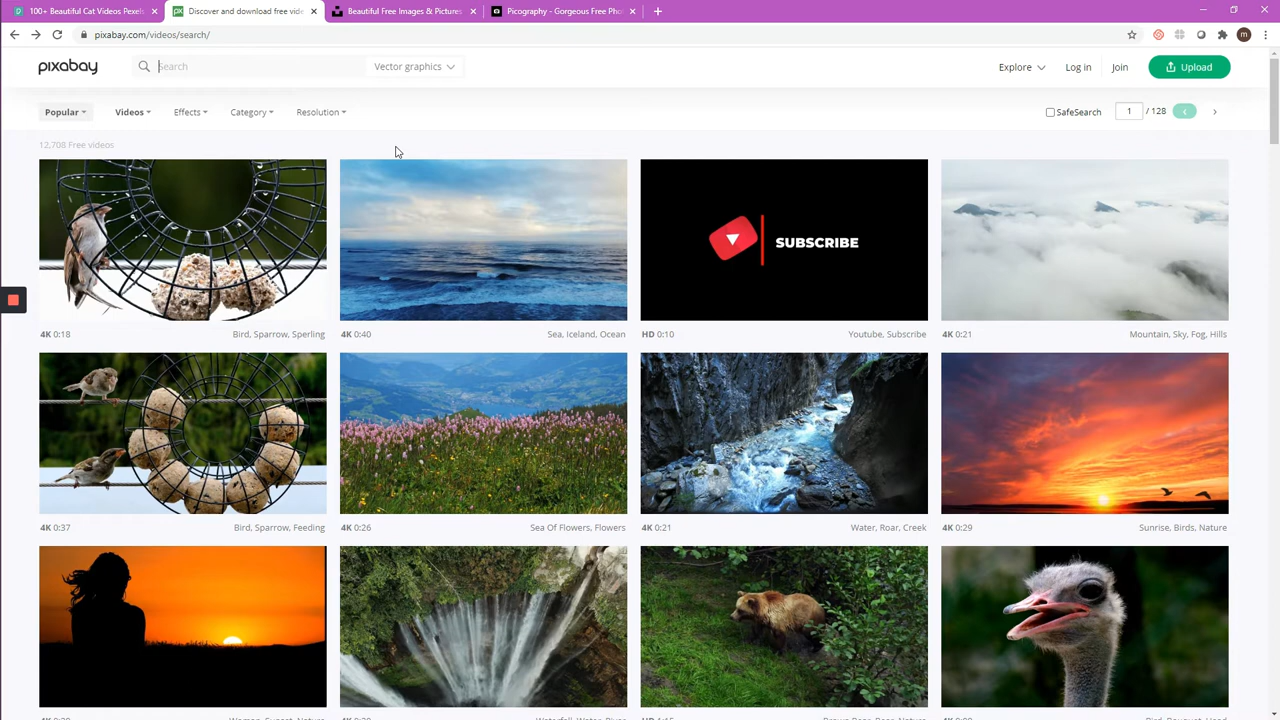 100+ Beautiful Cat Videos Pexels
Discover and download free vide
Beautiful Free Images & Pictures
Picography - Gorgeous Free Pho
pixabay.com/videos/search/
m
pixabay
Search
Vector graphics
Explore
Log in
Join
Upload
Popular
Videos
Effects
Category
Resolution
SafeSearch
1
/ 128
12,708 Free videos
SUBSCRIBE
4K 0:18
Bird, Sparrow, Sperling
4K 0:40
Sea, Iceland, Ocean
HD 0:10
Youtube, Subscribe
4K 0:21
Mountain, Sky, Fog, Hills
4K 0:37
Bird, Sparrow, Feeding
4K 0:26
Sea Of Flowers, Flowers
4K 0:21
Water, Roar, Creek
4K 0:29
Sunrise, Birds, Nature